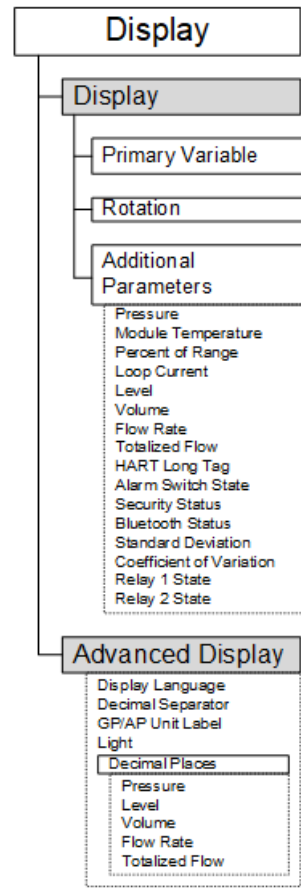 Display
Display
Primary Variable
Rotation
Additional
Parameters
Pressure
Module Temperature
Percent of Range
Loop Current
Level
Volume
Flow Rate
Totalized Flow
HART Long Tag
Alarm Switch State
Security Status
Bluetooth Status
Standard Deviation
Coefficient of Variation
Relay 1 State
Relay 2 State
Advanced Display
Display Language
Decimal Separator
GP/AP Unit Label
Light
Decimal Places
Pressure
Level
Volume
Flow Rate
Totalized Flow